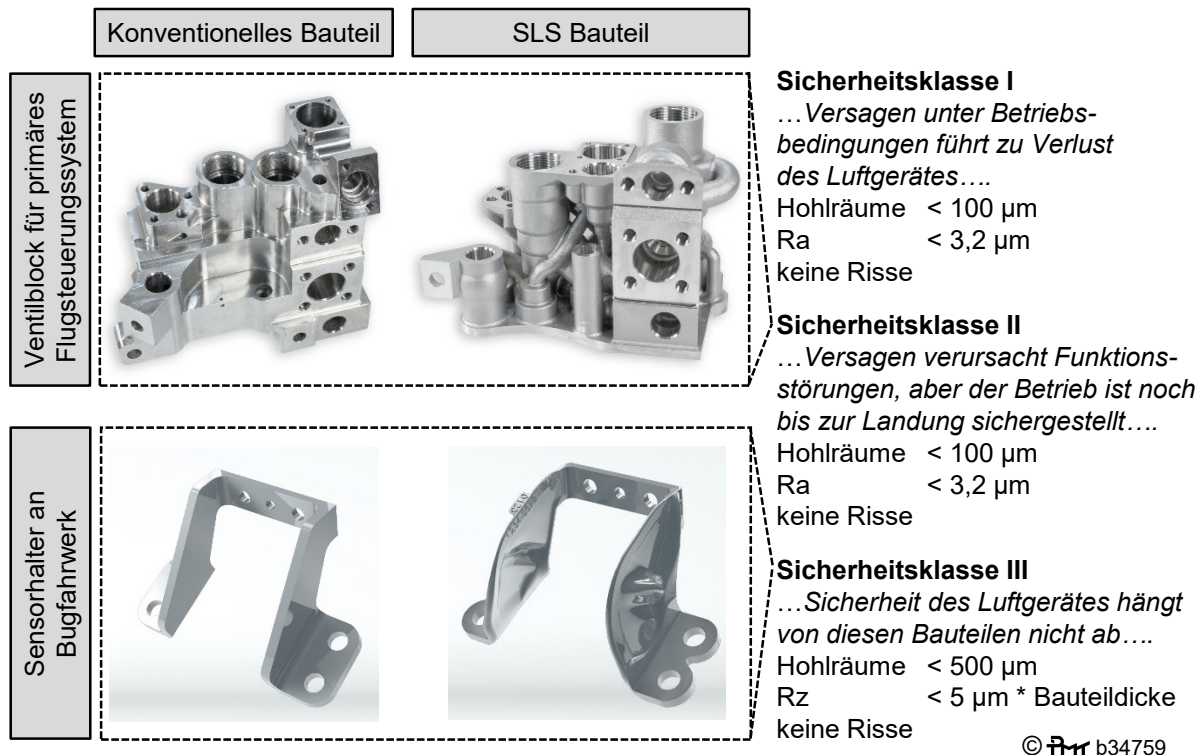 Konventionelles Bauteil
SLS Bauteil
Ventilblock für primäres
Flugsteuerungssystem
Sicherheitsklasse I
…Versagen unter Betriebs-
bedingungen führt zu Verlust
des Luftgerätes….
Hohlräume < 100 µm
Ra < 3,2 µm
keine Risse
Sicherheitsklasse II
…Versagen verursacht Funktions-
störungen, aber der Betrieb ist noch
bis zur Landung sichergestellt….
Hohlräume < 100 µm
Ra < 3,2 µm
keine Risse
Sensorhalter an
Bugfahrwerk
Sicherheitsklasse III
…Sicherheit des Luftgerätes hängt
von diesen Bauteilen nicht ab….
Hohlräume < 500 µm
Rz < 5 µm * Bauteildicke
keine Risse
© b34759